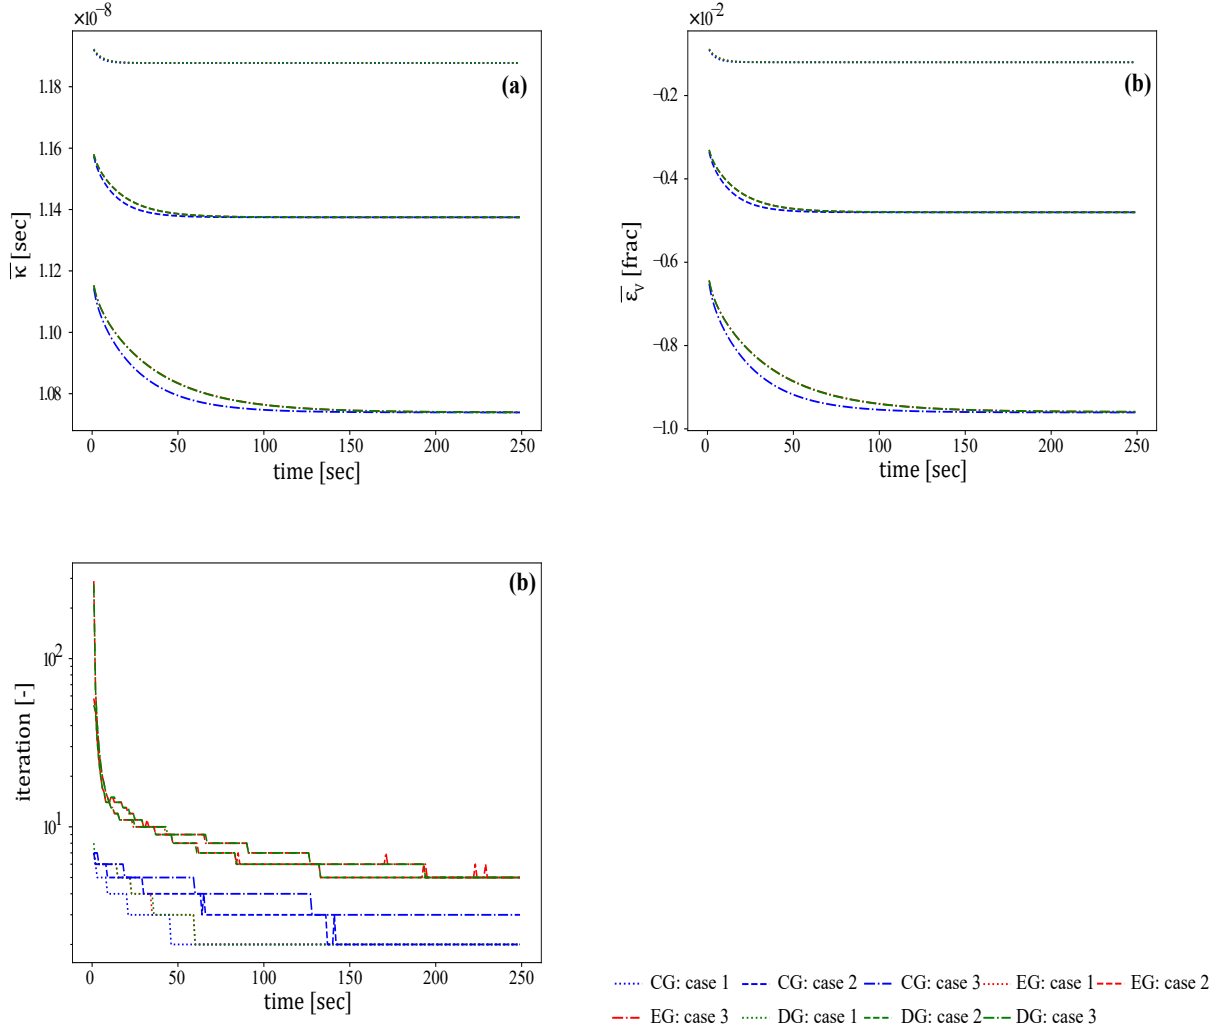 ×10⁻⁸
(a)
1.18
1.16
1.14
1.12
1.10
1.08
κ̅ [sec]
0 50 100 150 200 250
time [sec]
×10⁻²
(b)
−0.2
−0.4
−0.6
−0.8
−1.0
ε̅ᵥ [frac]
0 50 100 150 200 250
time [sec]
(b)
10²
10¹
iteration [-]
0 50 100 150 200 250
time [sec]
CG: case 1 CG: case 2 CG: case 3 EG: case 1 EG: case 2
EG: case 3 DG: case 1 DG: case 2 DG: case 3